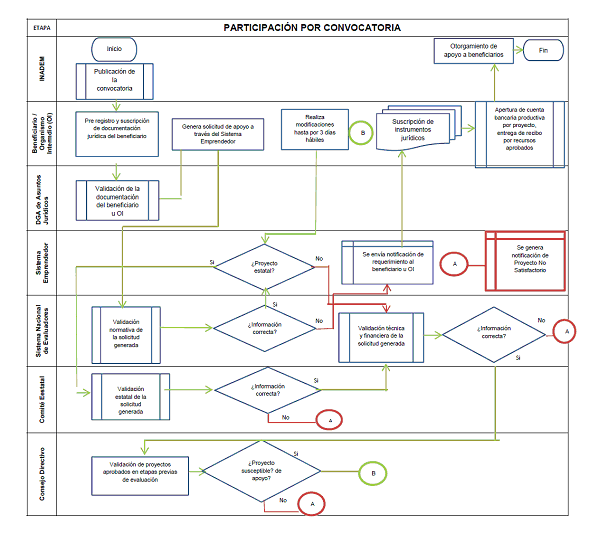 ETAPA
PARTICIPACIÓN POR CONVOCATORIA
INADEM
Inicio
Publicación de
la
convocatoria
Otorgamiento de
apoyo a beneficiarios
Fin
Beneficiario /
Organismo
Intermedio (OI)
Pre registro y suscripción
de documentación
jurídica del beneficiario
Genera solicitud de apoyo a
través del Sistema
Emprendedor
Realiza
modificaciones
hasta por 3 días
hábiles
B
Suscripción de
instrumentos
jurídicos
Apertura de cuenta
bancaria productiva
por proyecto,
entrega de recibo
por recursos
aprobados
DGA de Asuntos
Jurídicos
Validación de la
documentación
del beneficiario
u OI
Sistema
Emprendedor
Si
¿Proyecto
estatal?
No
Se envía notificación de
requerimiento al
beneficiario u OI
A
Se genera
notificación de
Proyecto No
Satisfactorio
Sistema Nacional
de Evaluadores
Validación
normativa de la
solicitud
generada
Si
¿Información
correcta?
No
Validación técnica
y financiera de la
solicitud generada
¿Información
correcta?
No
A
Si
Comité Eestatal
Validación
estatal de la
solicitud
generada
¿Información
correcta?
Si
No
A
Consejo Directivo
Validación de proyectos
aprobados en etapas previas
de evaluación
¿Proyecto
susceptible? de
apoyo?
Si
B
No
A